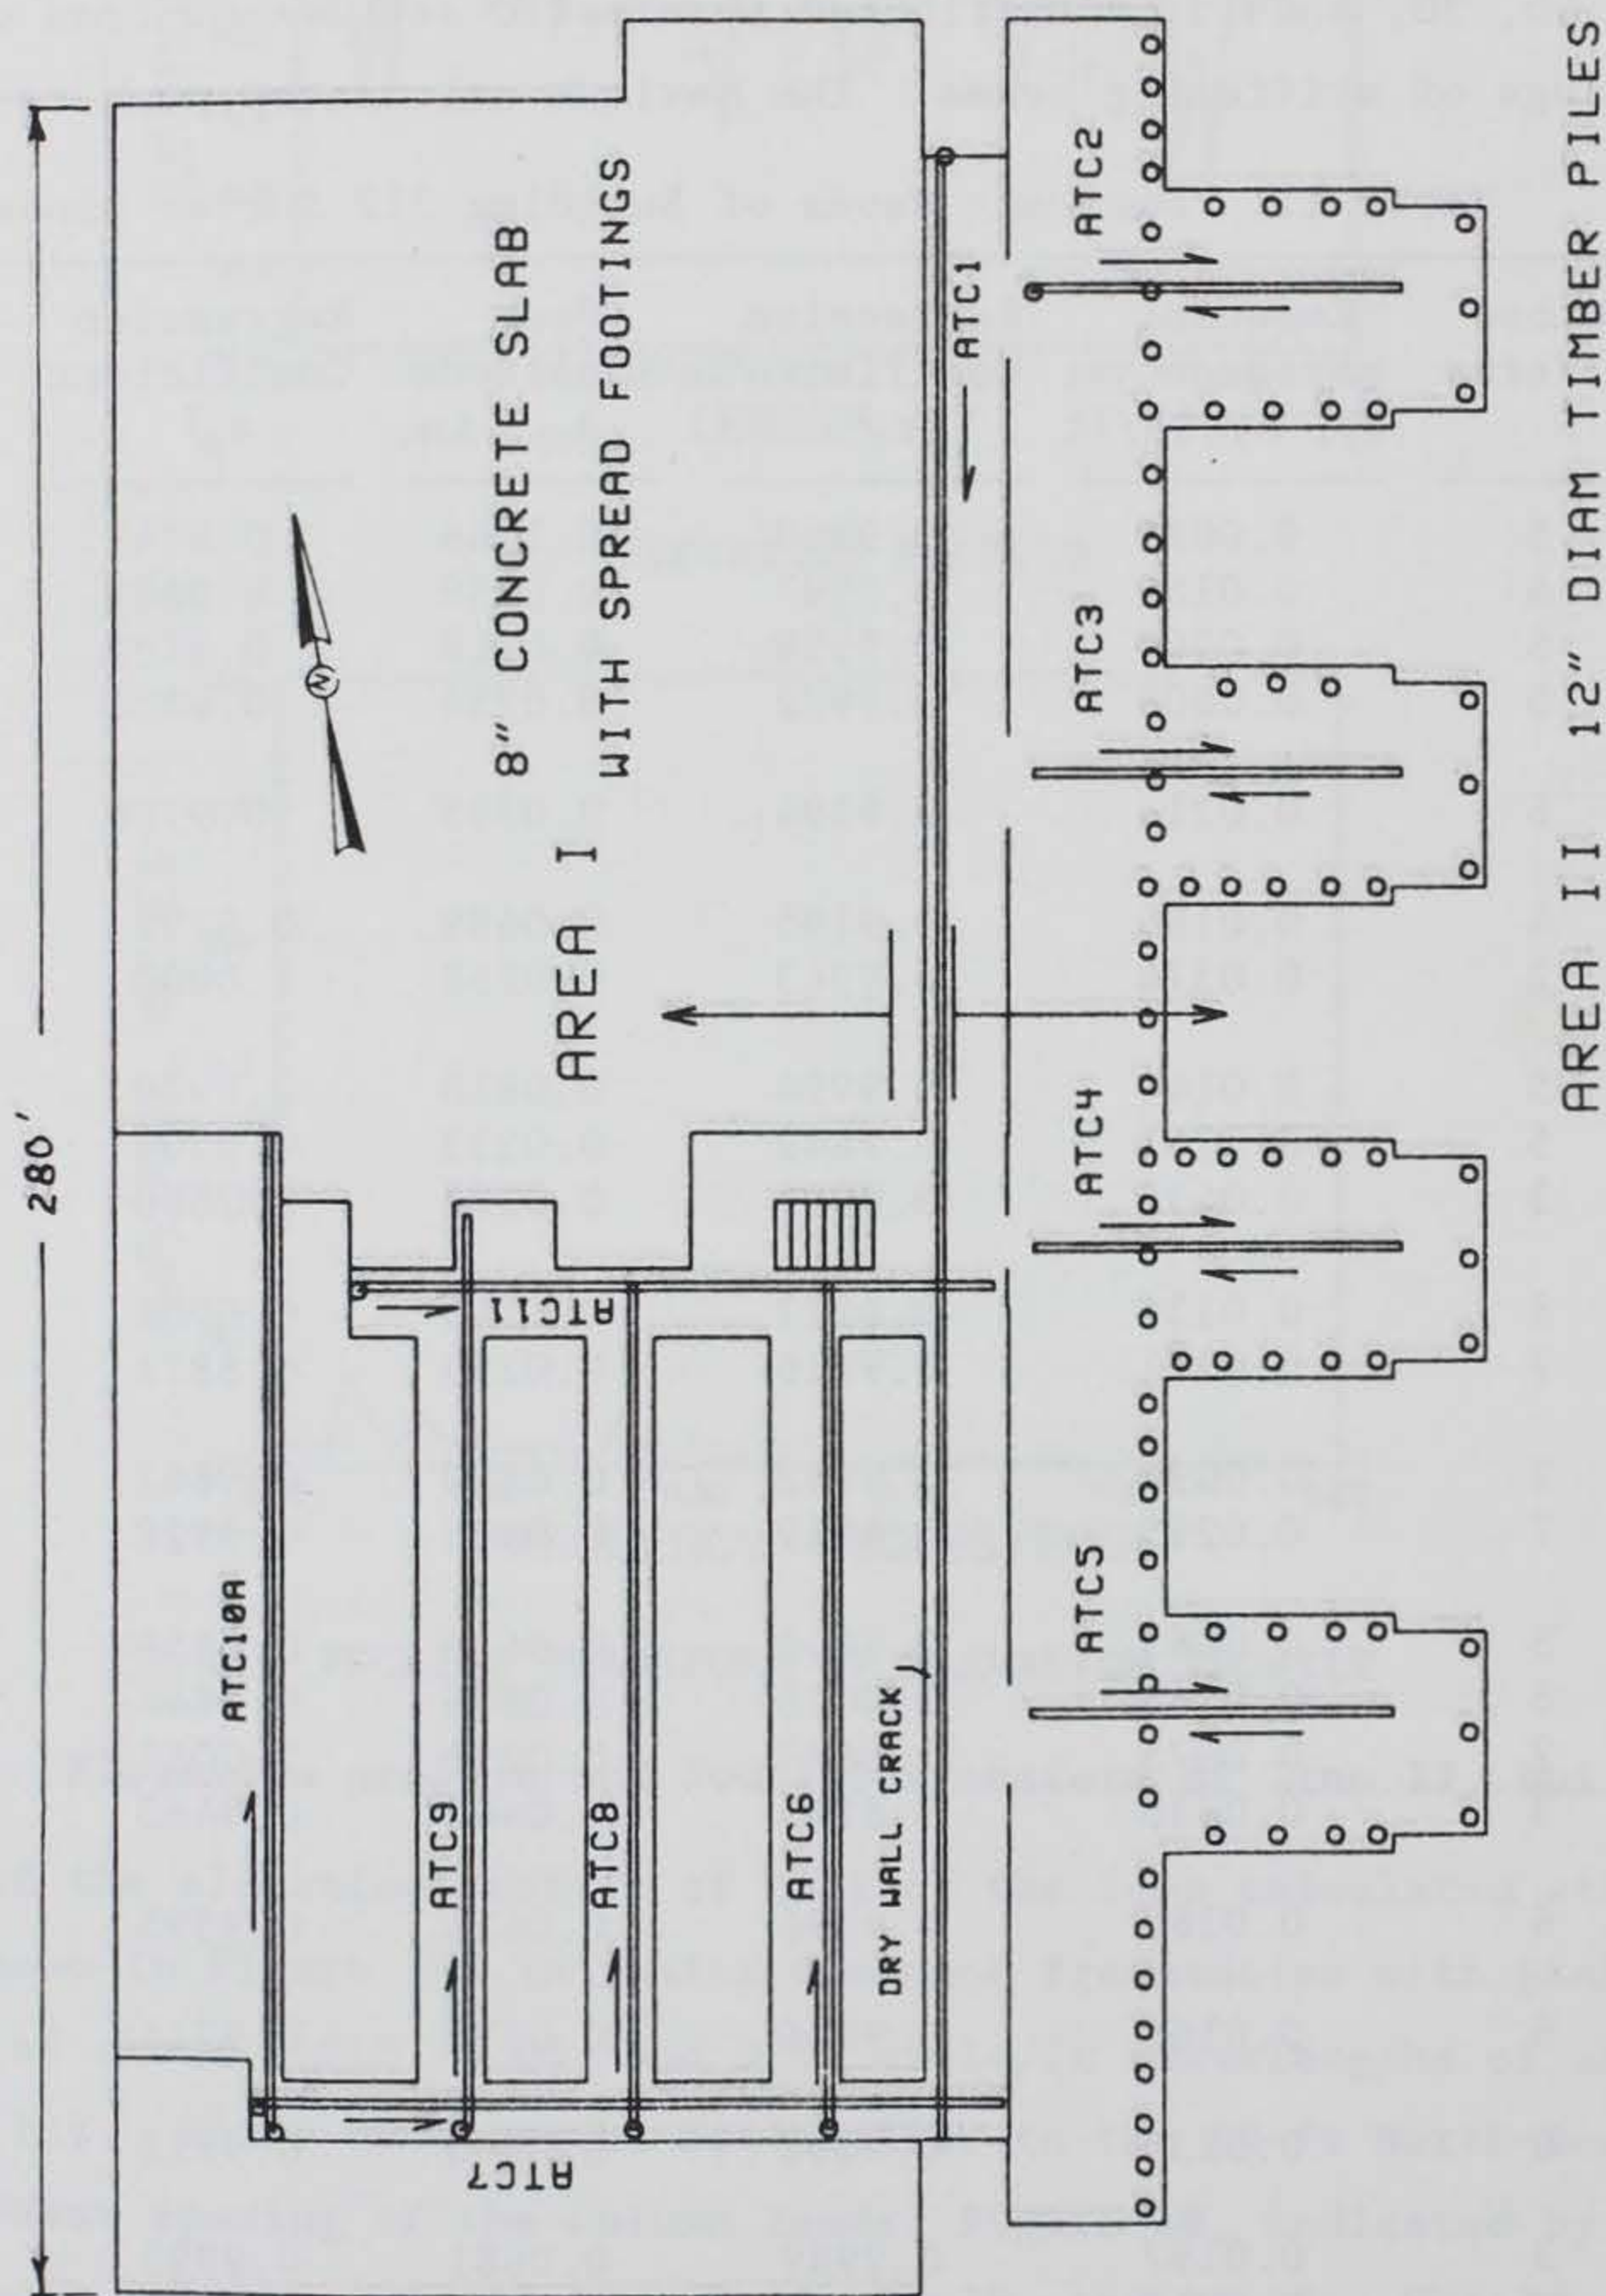 280'
N
8" CONCRETE SLAB
WITH SPREAD FOOTINGS
AREA I
ATC1
ATC2
ATC3
ATC4
ATC5
ATC10A
ATC11
ATC9
ATC8
ATC6
DRY WALL CRACK
ATC7
AREA II 12" DIAM TIMBER PILES